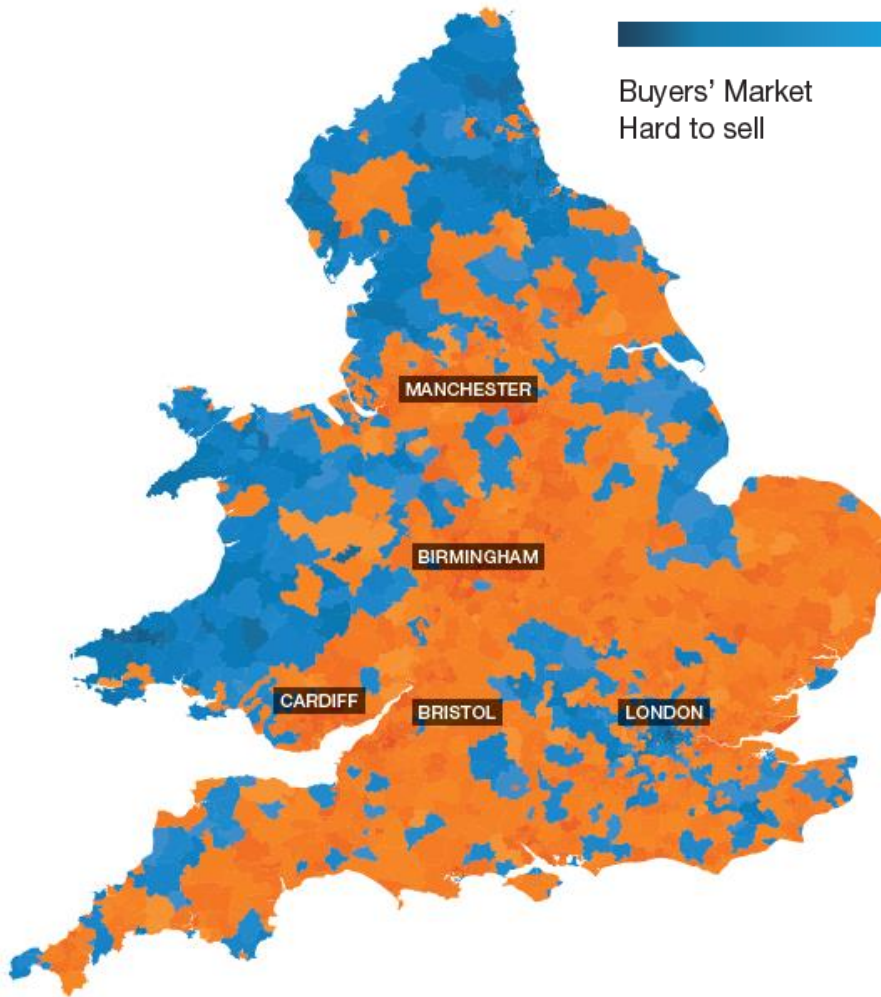 Buyers' Market
Hard to sell
MANCHESTER
BIRMINGHAM
CARDIFF
BRISTOL
LONDON